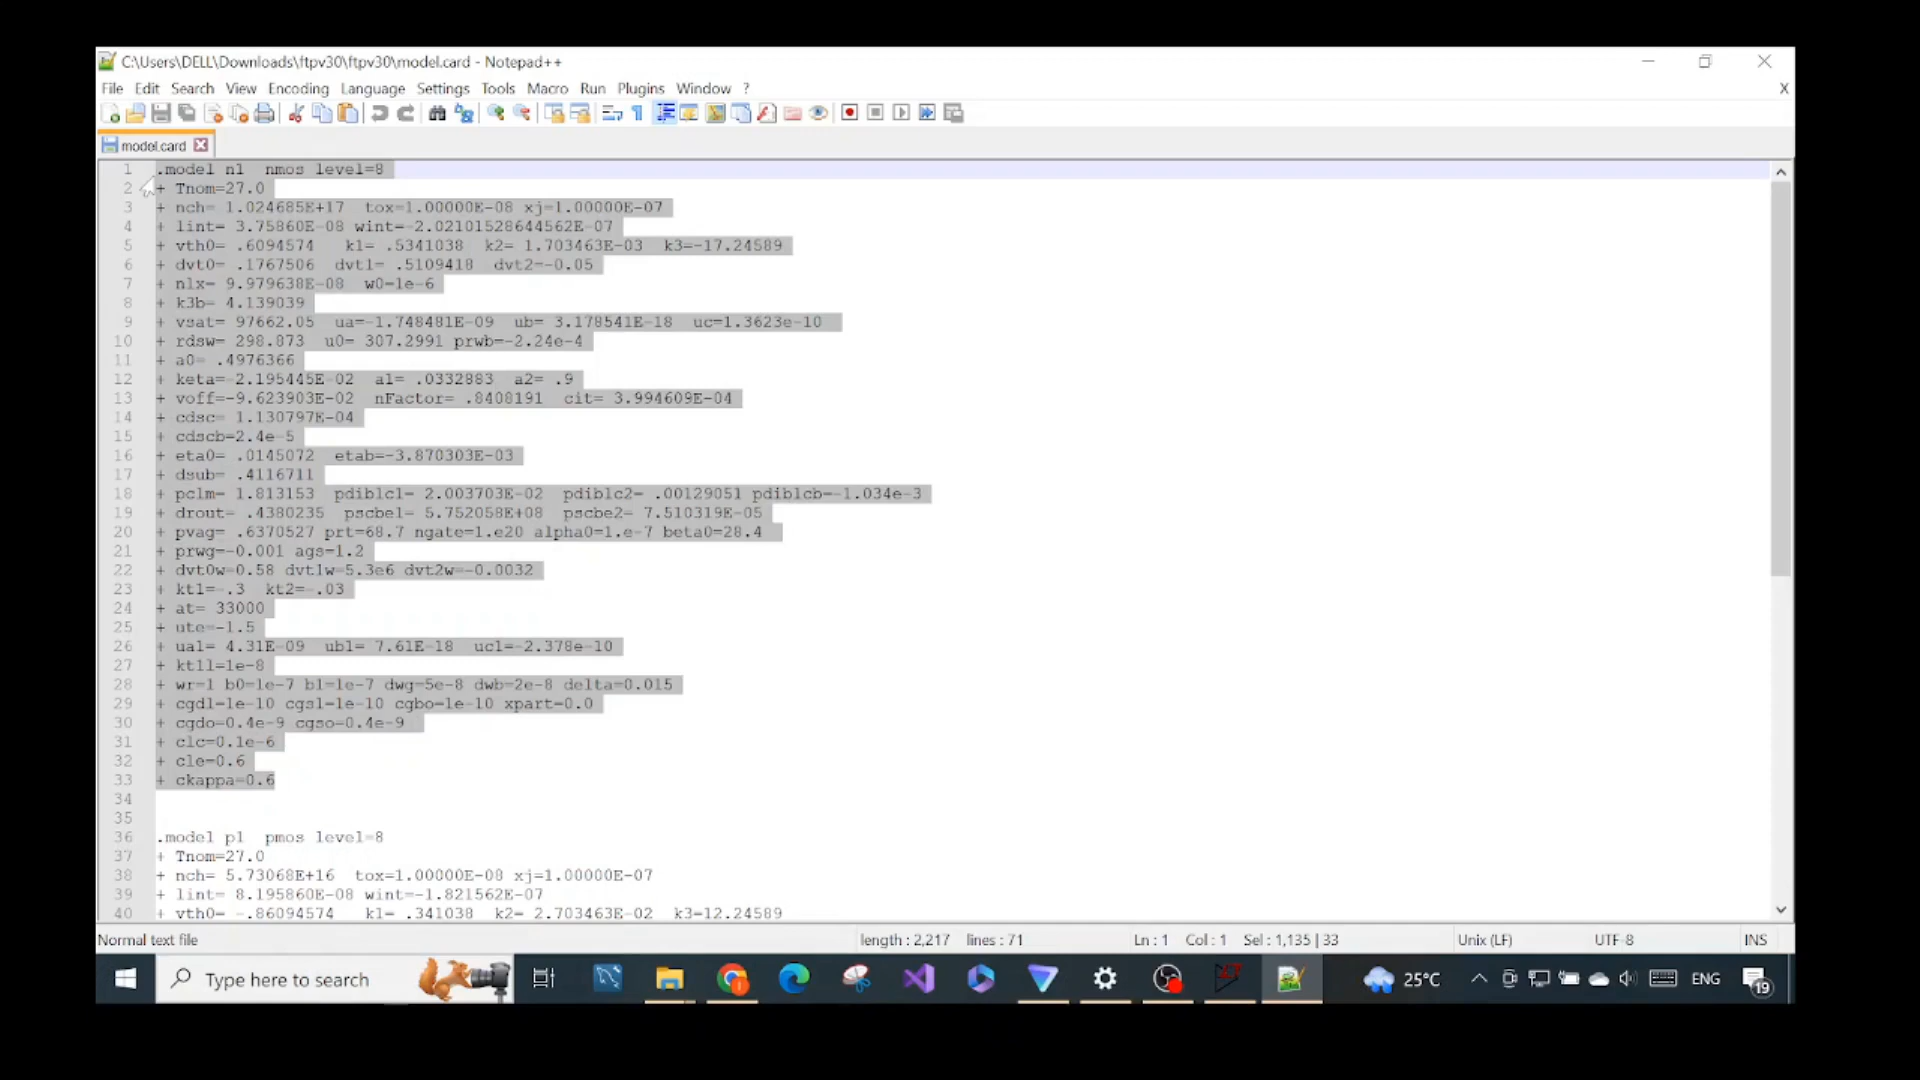 C:\Users\DELL\Downloads\ftpv30\ftpv30\model.card - Notepad++
File Edit Search View Encoding Language Settings Tools Macro Run Plugins Window ? X
model.card
1 .model n1  nmos level=8
2 + Tnom=27.0
3 + nch= 1.024685E+17  tox=1.00000E-08 xj=1.00000E-07
4 + lint= 3.75860E-08 wint=-2.02101528644562E-07
5 + vth0= .6094574   k1= .5341038  k2= 1.703463E-03  k3=-17.24589
6 + dvt0= .1767506  dvt1= .5109418  dvt2=-0.05
7 + nlx= 9.979638E-08  w0=1e-6
8 + k3b= 4.139039
9 + vsat= 97662.05  ua=-1.748481E-09  ub= 3.178541E-18  uc=1.3623e-10
10 + rdsw= 298.873  u0= 307.2991 prwb=-2.24e-4
11 + a0= .4976366
12 + keta=-2.195445E-02  a1= .0332883  a2= .9
13 + voff=-9.623903E-02  nFactor= .8408191  cit= 3.994609E-04
14 + cdsc= 1.130797E-04
15 + cdscb=2.4e-5
16 + eta0= .0145072  etab=-3.870303E-03
17 + dsub= .4116711
18 + pclm= 1.813153  pdiblc1= 2.003703E-02  pdiblc2= .00129051 pdiblcb=-1.034e-3
19 + drout= .4380235  pscbe1= 5.752058E+08  pscbe2= 7.510319E-05
20 + pvag= .6370527 prt=68.7 ngate=1.e20 alpha0=1.e-7 beta0=28.4
21 + prwg=-0.001 ags=1.2
22 + dvt0w=0.58 dvt1w=5.3e6 dvt2w=-0.0032
23 + kt1=-.3  kt2=-.03
24 + at= 33000
25 + ute=-1.5
26 + ua1= 4.31E-09  ub1= 7.61E-18  uc1=-2.378e-10
27 + kt1l=1e-8
28 + wr=1 b0=1e-7 b1=1e-7 dwg=5e-8 dwb=2e-8 delta=0.015
29 + cgdl=1e-10 cgsl=1e-10 cgbo=1e-10 xpart=0.0
30 + cgdo=0.4e-9 cgso=0.4e-9
31 + clc=0.1e-6
32 + cle=0.6
33 + ckappa=0.6
34
35
36 .model p1  pmos level=8
37 + Tnom=27.0
38 + nch= 5.73068E+16  tox=1.00000E-08 xj=1.00000E-07
39 + lint= 8.195860E-08 wint=-1.821562E-07
40 + vth0= -.86094574   k1= .341038  k2= 2.703463E-02  k3=12.24589
Normal text file length : 2,217 lines : 71 Ln : 1 Col : 1 Sel : 1,135 | 33 Unix (LF) UTF-8 INS
Type here to search 25°C ENG 19